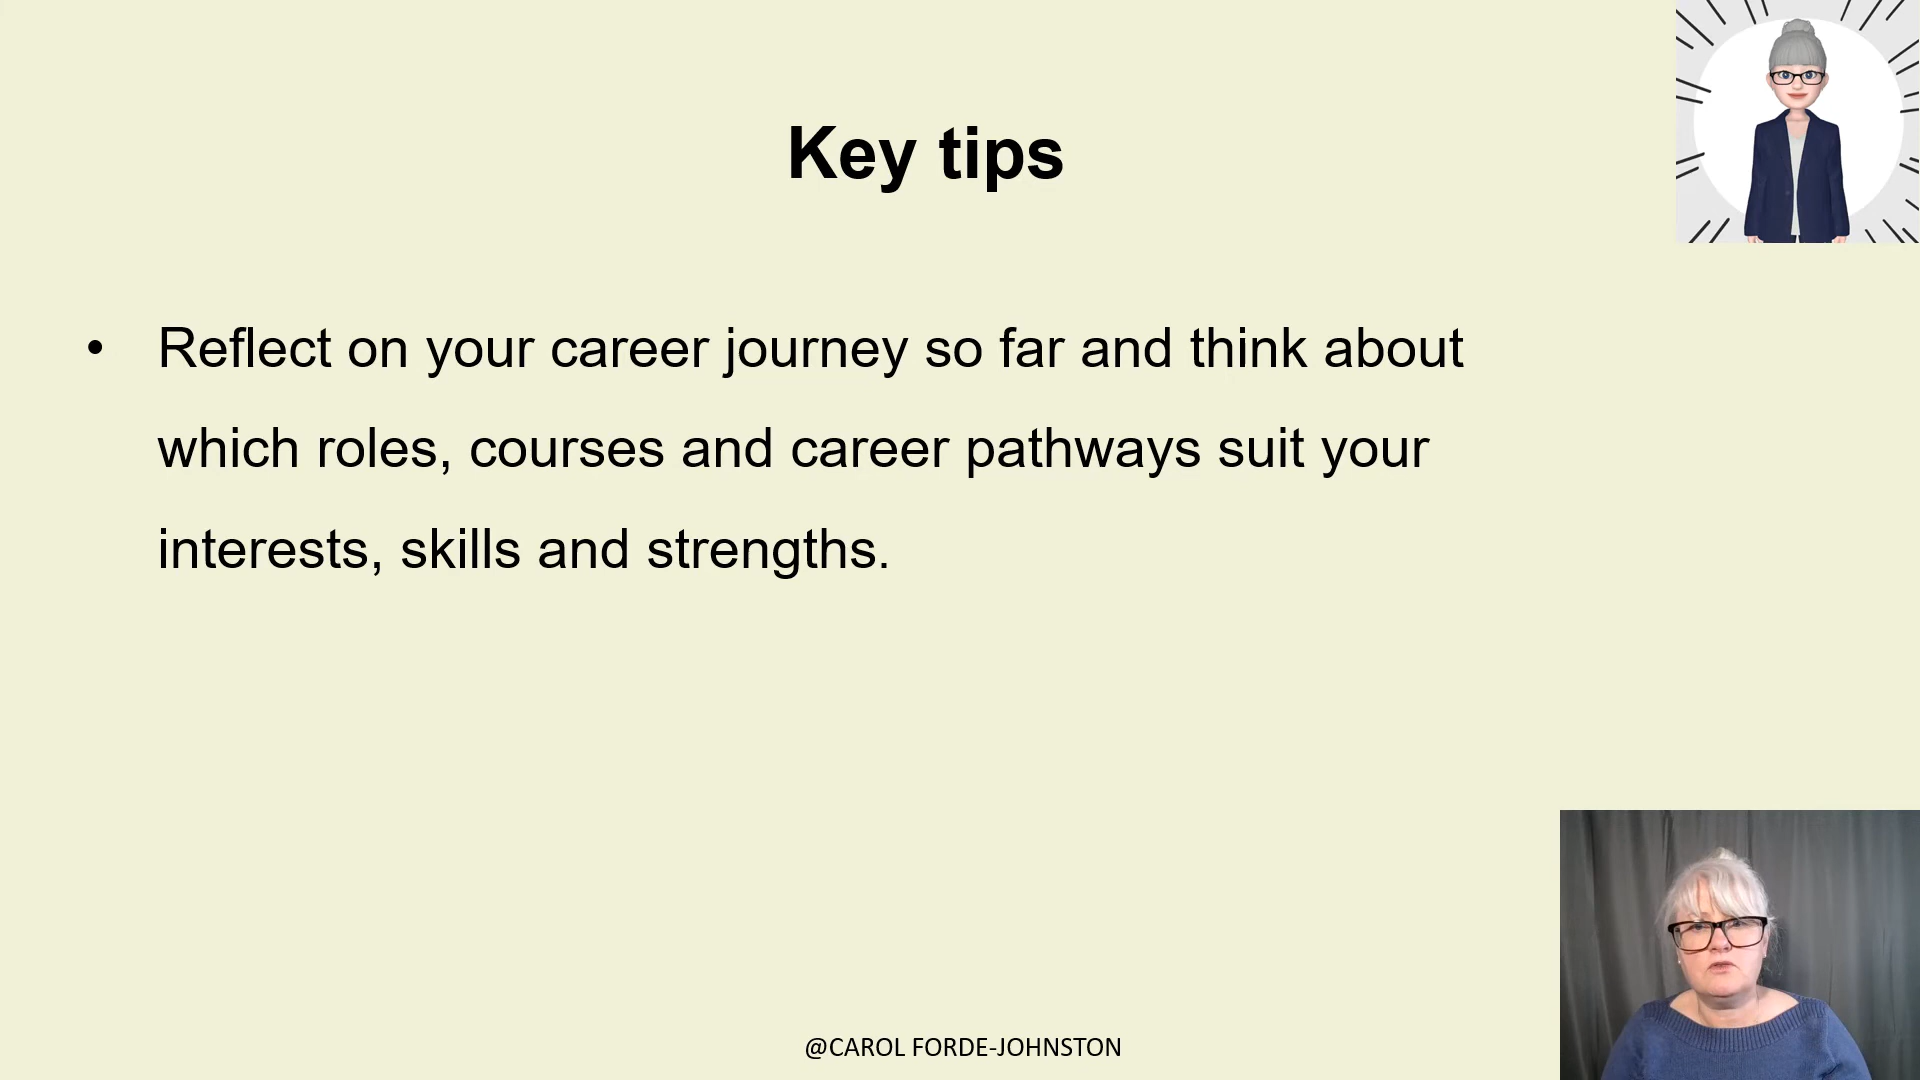 Key tips
• Reflect on your career journey so far and think about
which roles, courses and career pathways suit your
interests, skills and strengths.
@CAROL FORDE-JOHNSTON